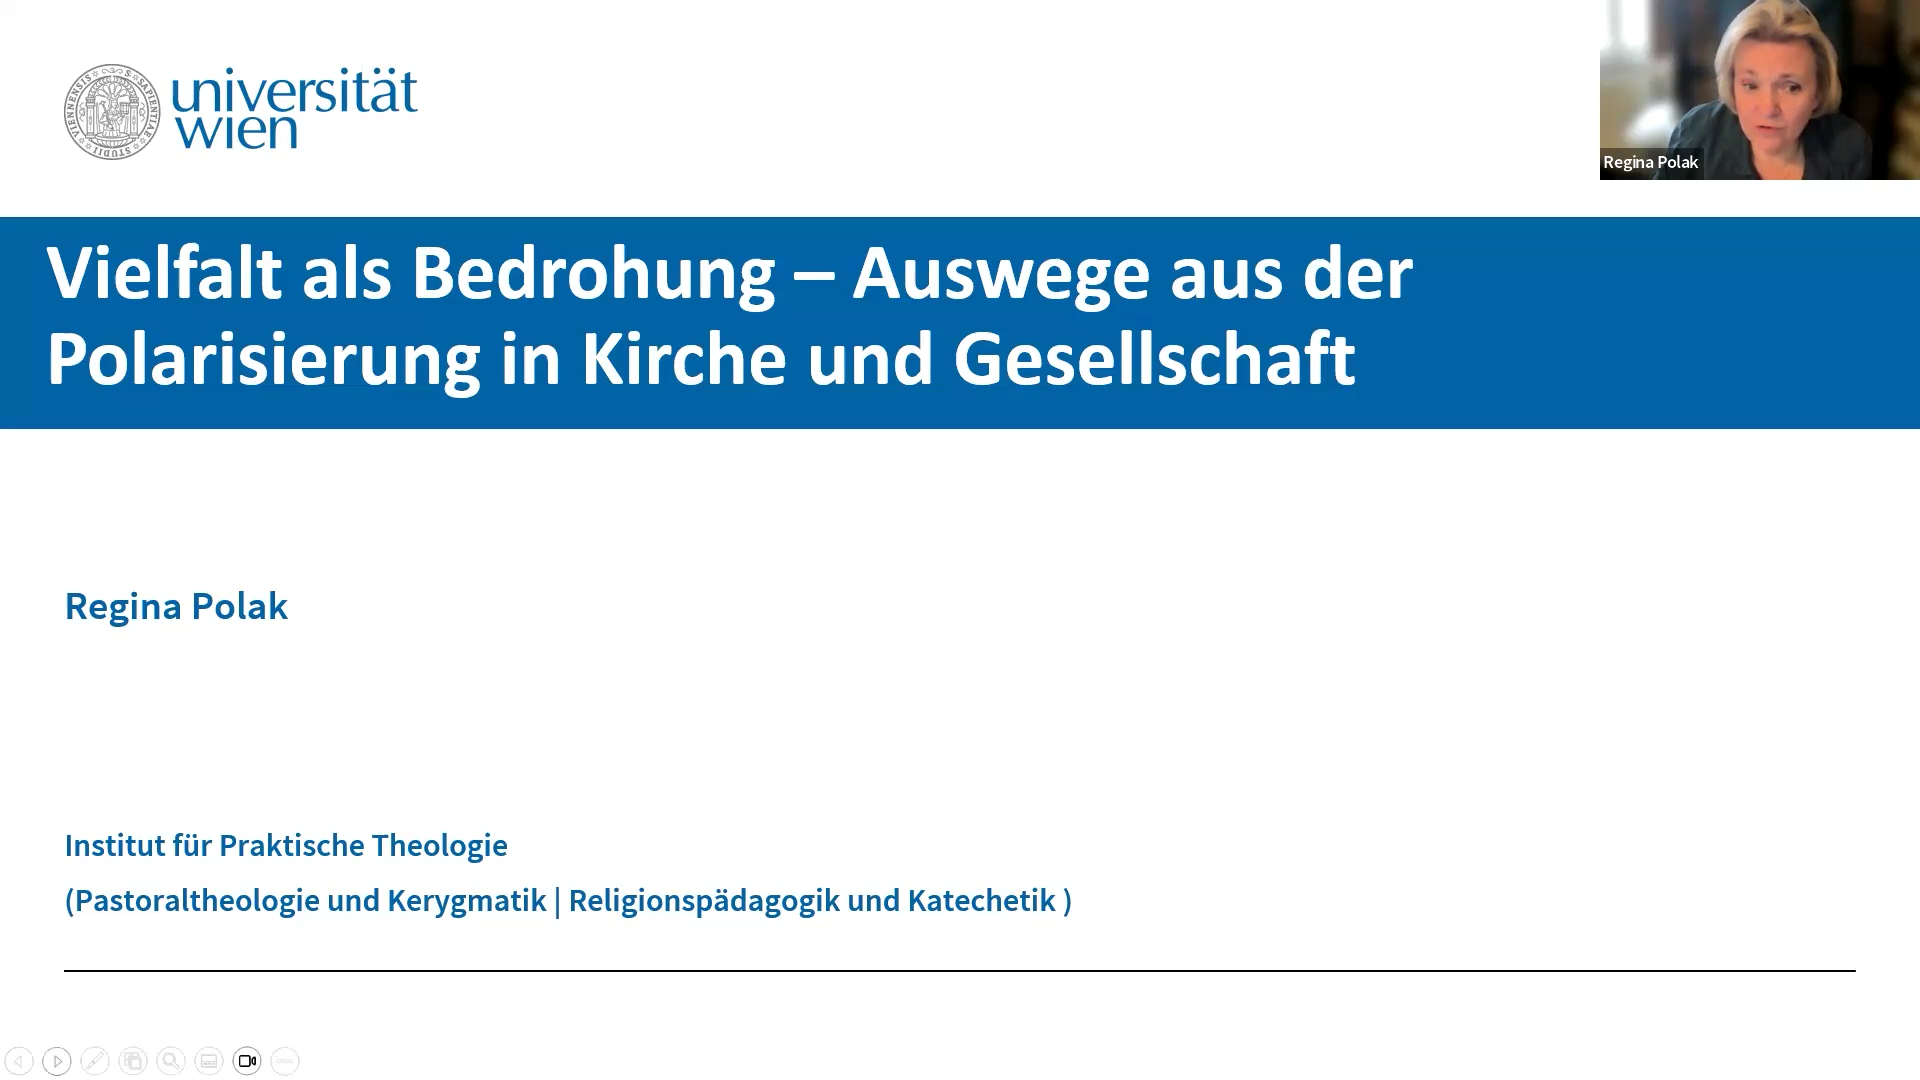 universität
wien
Regina Polak
Vielfalt als Bedrohung – Auswege aus der
Polarisierung in Kirche und Gesellschaft
Regina Polak
Institut für Praktische Theologie
(Pastoraltheologie und Kerygmatik | Religionspädagogik und Katechetik )